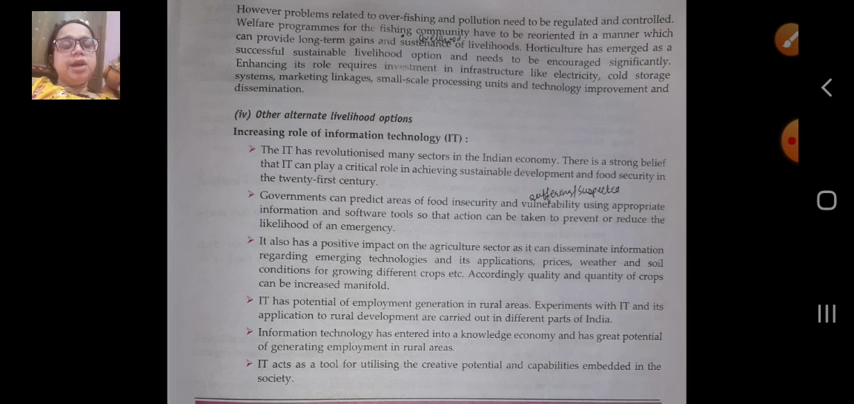 However problems related to over-fishing and pollution need to be regulated and controlled.
Welfare programmes for the fishing community have to be reoriented in a manner which
can provide long-term gains and sustenance of livelihoods. Horticulture has emerged as a
successful sustainable livelihood option and needs to be encouraged significantly.
Enhancing its role requires investment in infrastructure like electricity, cold storage
systems, marketing linkages, small-scale processing units and technology improvement and
dissemination.
(iv) Other alternate livelihood options
Increasing role of information technology (IT) :
➢ The IT has revolutionised many sectors in the Indian economy. There is a strong belief
that IT can play a critical role in achieving sustainable development and food security in
the twenty-first century.
➢ Governments can predict areas of food insecurity and vulnerability using appropriate
information and software tools so that action can be taken to prevent or reduce the
likelihood of an emergency.
➢ It also has a positive impact on the agriculture sector as it can disseminate information
regarding emerging technologies and its applications, prices, weather and soil
conditions for growing different crops etc. Accordingly quality and quantity of crops
can be increased manifold.
➢ IT has potential of employment generation in rural areas. Experiments with IT and its
application to rural development are carried out in different parts of India.
➢ Information technology has entered into a knowledge economy and has great potential
of generating employment in rural areas.
➢ IT acts as a tool for utilising the creative potential and capabilities embedded in the
society.